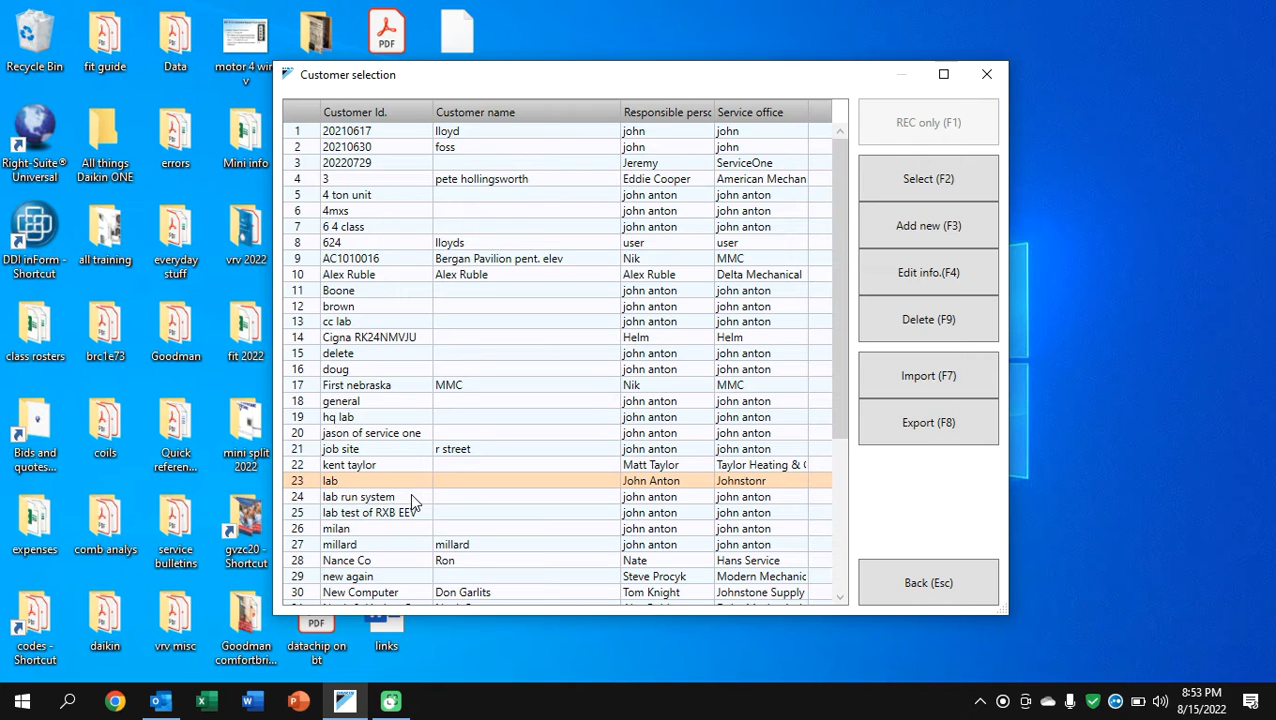 Customer selection
Customer Id. Customer name Responsible perso Service office
1 20210617 lloyd john john
2 20210630 foss john john
3 20220729 Jeremy ServiceOne
4 3 pete hollingsworth Eddie Cooper American Mechan
5 4 ton unit john anton john anton
6 4mxs john anton john anton
7 6 4 class john anton john anton
8 624 lloyds user user
9 AC1010016 Bergan Pavilion pent. elev Nik MMC
10 Alex Ruble Alex Ruble Alex Ruble Delta Mechanical
11 Boone john anton john anton
12 brown john anton john anton
13 cc lab john anton john anton
14 Cigna RK24NMVJU Helm Helm
15 delete john anton john anton
16 doug john anton john anton
17 First nebraska MMC Nik MMC
18 general john anton john anton
19 hq lab john anton john anton
20 jason of service one john anton john anton
21 job site r street john anton john anton
22 kent taylor Matt Taylor Taylor Heating &
23 lab John Anton Johnstonr
24 lab run system john anton john anton
25 lab test of RXB EEV john anton john anton
26 milan john anton john anton
27 millard millard john anton john anton
28 Nance Co Ron Nate Hans Service
29 new again Steve Procyk Modern Mechanic
30 New Computer Don Garlits Tom Knight Johnstone Supply
REC only (F1)
Select (F2)
Add new (F3)
Edit info.(F4)
Delete (F9)
Import (F7)
Export (F8)
Back (Esc)
Recycle Bin
fit guide
Data
motor 4 wir
v
PDF
Right-Suite®
Universal
All things
Daikin ONE
errors
Mini info
DDI inForm -
Shortcut
all training
everyday
stuff
vrv 2022
class rosters
brc1e73
Goodman
fit 2022
Bids and
quotes...
coils
Quick
referen...
mini split
2022
expenses
comb analys
service
bulletins
gvzc20 -
Shortcut
codes -
Shortcut
daikin
vrv misc
Goodman
comfortbri...
PDF
datachip on
bt
links
8:53 PM
8/15/2022